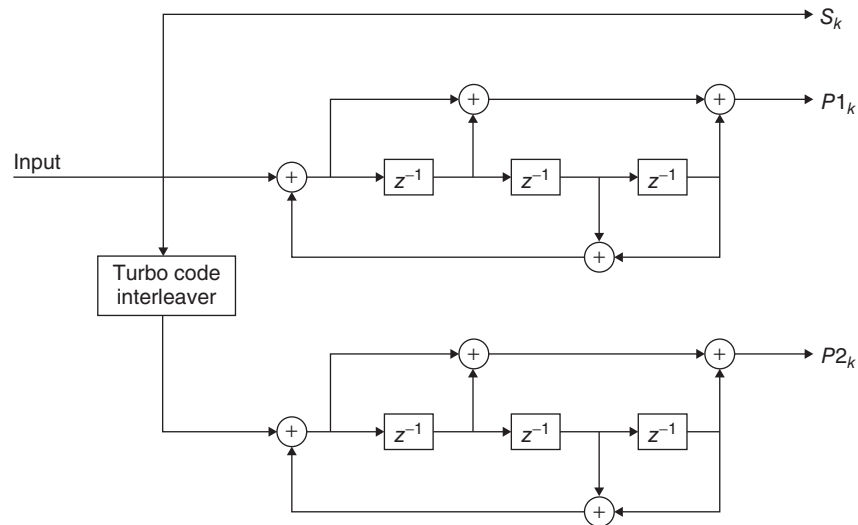 S_k
+ + P1_k
Input
+ z⁻¹ z⁻¹ z⁻¹
+
Turbo code
interleaver
+ + P2_k
+ z⁻¹ z⁻¹ z⁻¹
+